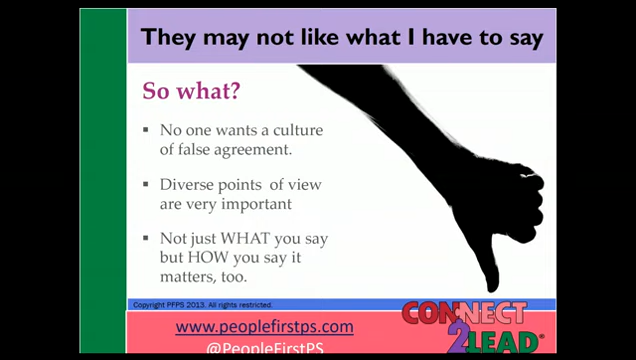 They may not like what I have to say
So what?
▪ No one wants a culture
of false agreement.
▪ Diverse points of view
are very important
▪ Not just WHAT you say
but HOW you say it
matters, too.
Copyright PFPS 2013. All rights restricted.
www.peoplefirstps.com
@PeopleFirstPS
CONNECT
2LEAD®